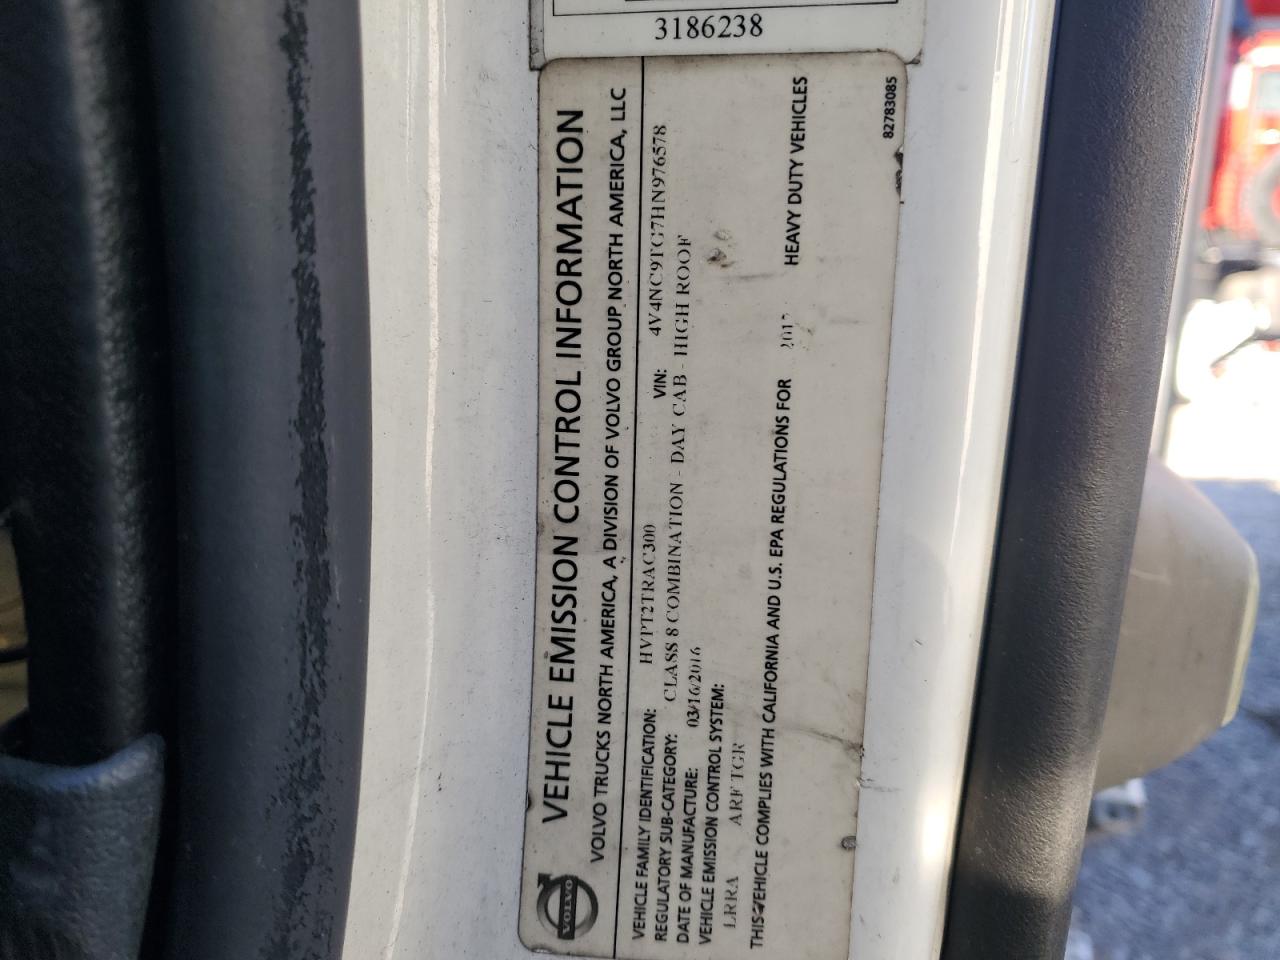 3186238
VEHICLE EMISSION CONTROL INFORMATION
VOLVO TRUCKS NORTH AMERICA, A DIVISION OF VOLVO GROUP NORTH AMERICA, LLC
VOLVO
VEHICLE FAMILY IDENTIFICATION: HVPT2TRAC300 VIN: 4V4NC9TG7HN976578
REGULATORY SUB-CATEGORY: CLASS 8 COMBINATION - DAY CAB - HIGH ROOF
DATE OF MANUFACTURE: 03/16/2016
VEHICLE EMISSION CONTROL SYSTEM:
LRRA ARF TGR
THIS VEHICLE COMPLIES WITH CALIFORNIA AND U.S. EPA REGULATIONS FOR HEAVY DUTY VEHICLES
82783085